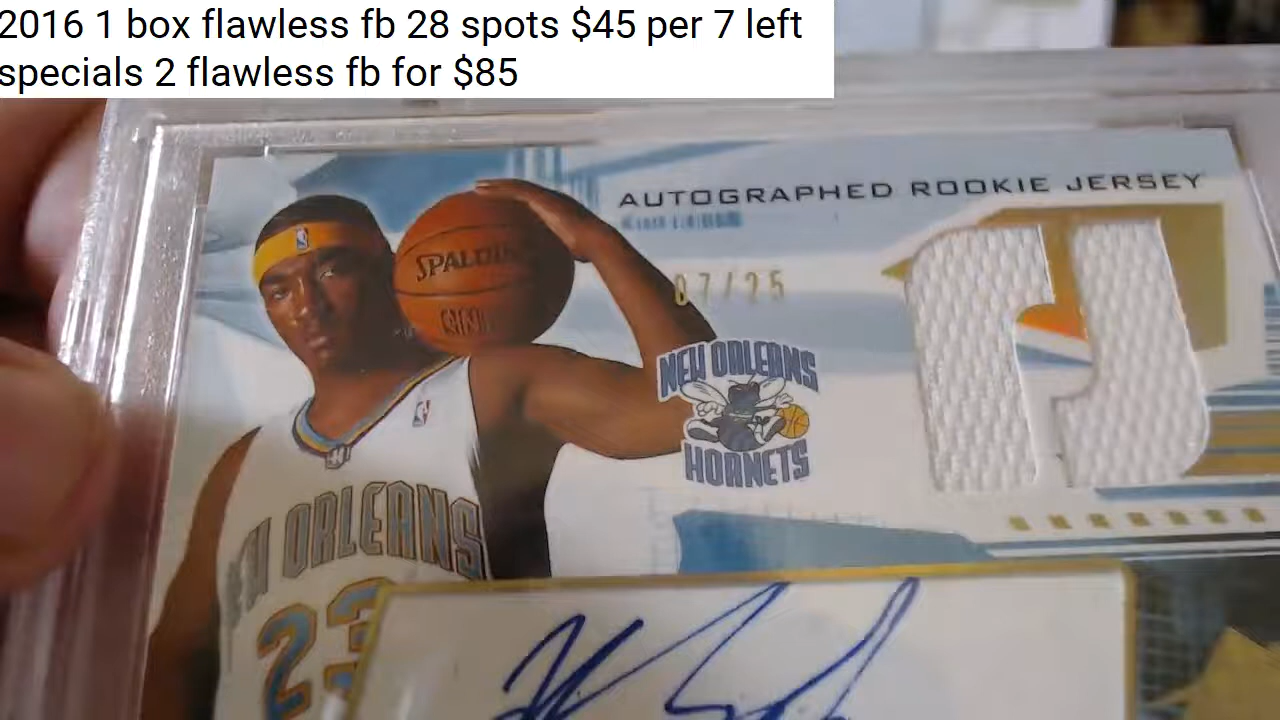 2016 1 box flawless fb 28 spots $45 per 7 left
specials 2 flawless fb for $85
AUTOGRAPHED ROOKIE JERSEY
07/25
SPALDING
NEW ORLEANS
HORNETS
NEW ORLEANS
23